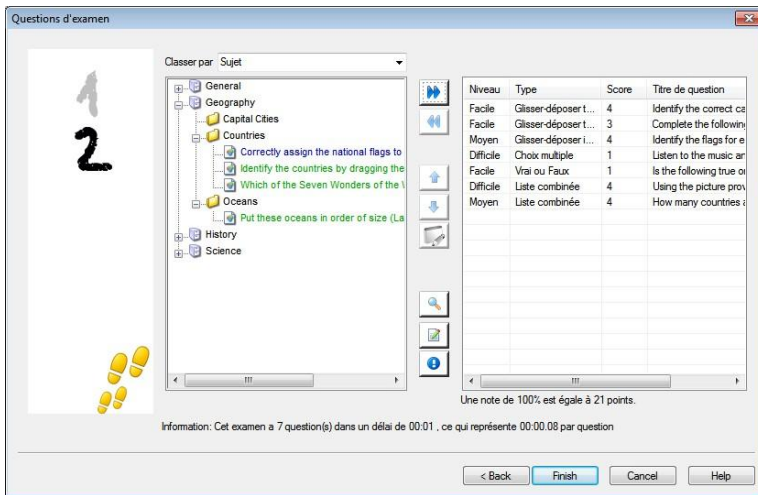 Questions d'examen
1
2
Classer par Sujet
General
Geography
Capital Cities
Countries
Correctly assign the national flags to
Identify the countries by dragging the
Which of the Seven Wonders of the
Oceans
Put these oceans in order of size (La
History
Science
Niveau Type Score Titre de question
Facile Glisser-déposer t... 4 Identify the correct ca
Facile Glisser-déposer t... 3 Complete the following
Moyen Glisser-déposer i... 4 Identify the flags for e
Difficile Choix multiple 1 Listen to the music an
Facile Vrai ou Faux 1 Is the following true o
Difficile Liste combinée 4 Using the picture prov
Moyen Liste combinée 4 How many countries a
Une note de 100% est égale à 21 points.
Information: Cet examen a 7 question(s) dans un délai de 00:01 , ce qui représente 00:00.08 par question
< Back Finish Cancel Help